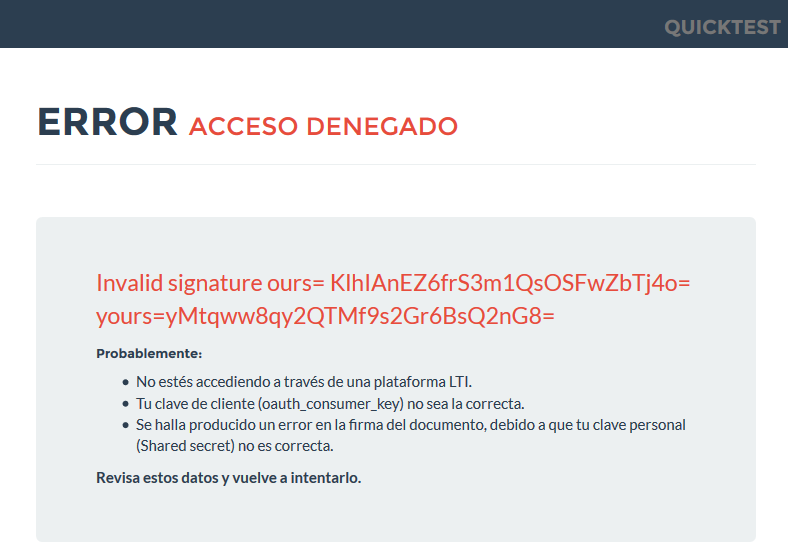 QUICKTEST
ERROR ACCESO DENEGADO
Invalid signature ours= KlhIAnEZ6frS3m1QsOSFwZbTj4o=
yours=yMtqww8qy2QTMf9s2Gr6BsQ2nG8=
Probablemente:
• No estés accediendo a través de una plataforma LTI.
• Tu clave de cliente (oauth_consumer_key) no sea la correcta.
• Se halla producido un error en la firma del documento, debido a que tu clave personal
(Shared secret) no es correcta.
Revisa estos datos y vuelve a intentarlo.